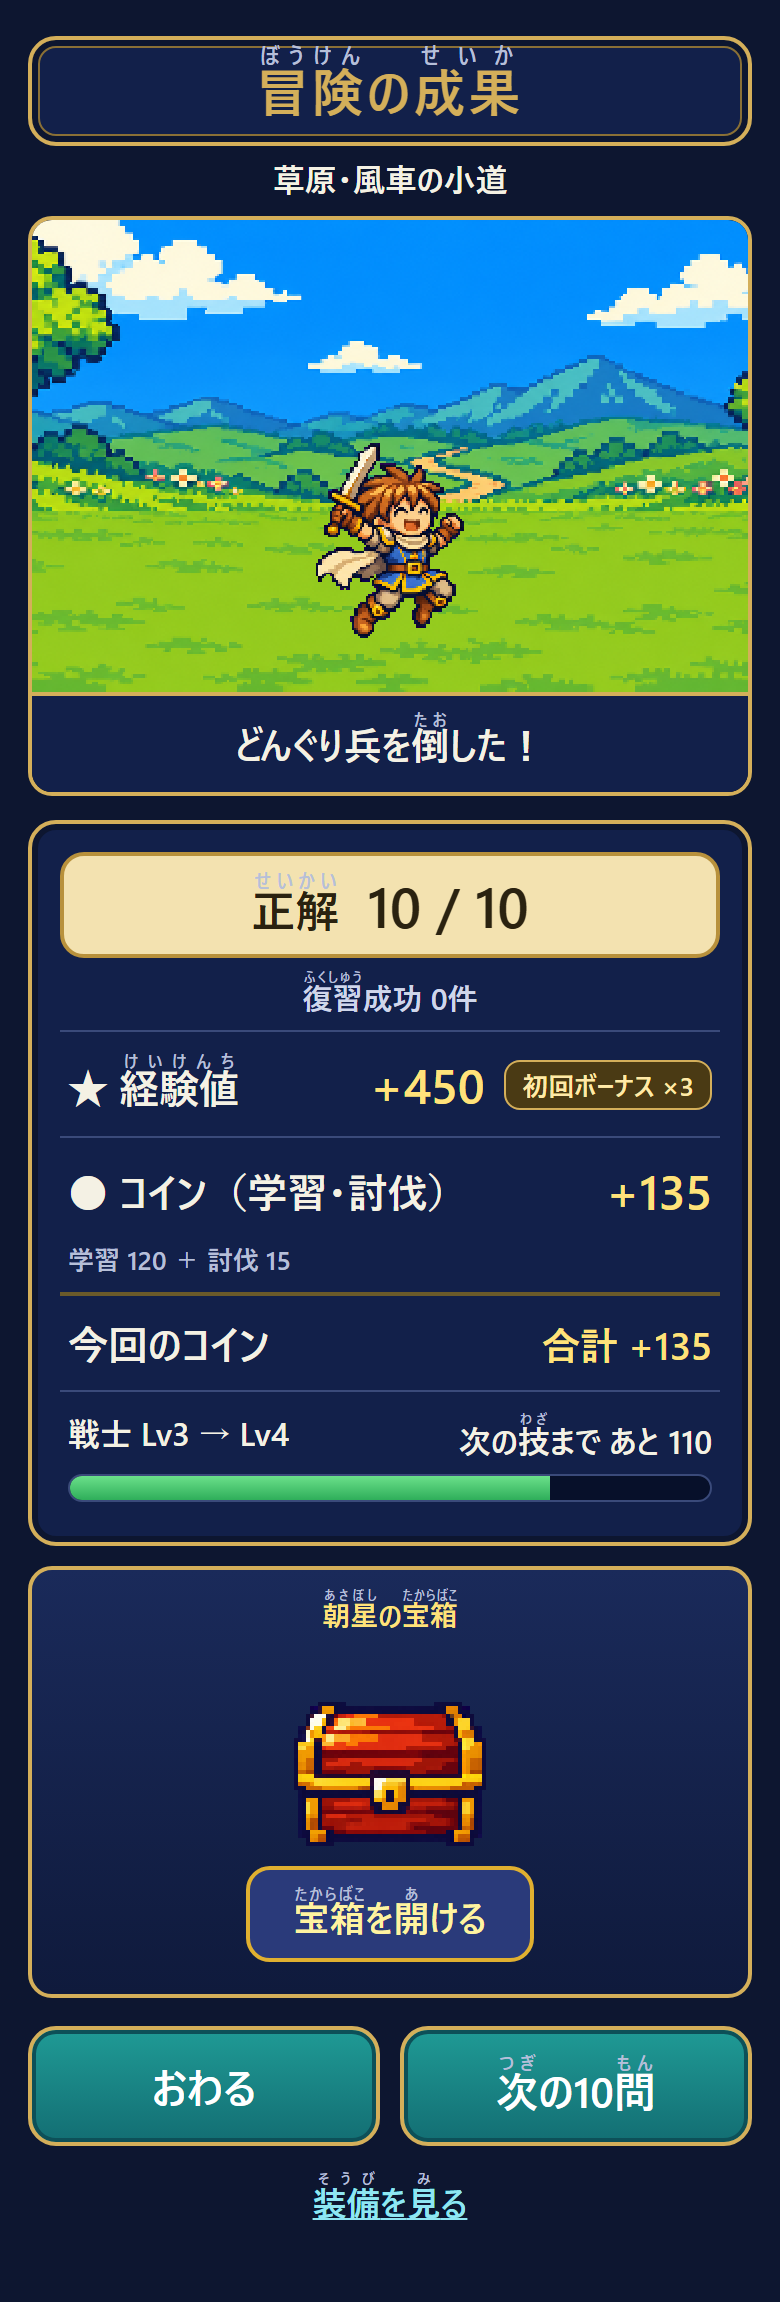 ぼうけん せいか
冒険の成果
草原・風車の小道
たお
どんぐり兵を倒した！
せいかい
正解 10 / 10
ふくしゅう
復習成功 0件
けいけんち
★ 経験値 +450 初回ボーナス ×3
● コイン（学習・討伐） +135
学習 120 ＋ 討伐 15
今回のコイン 合計 +135
わざ
戦士 Lv3 → Lv4 次の技まで あと 110
あさぼし たからばこ
朝星の宝箱
たからばこ あ
宝箱を開ける
おわる
つぎ もん
次の10問
そうび み
装備を見る